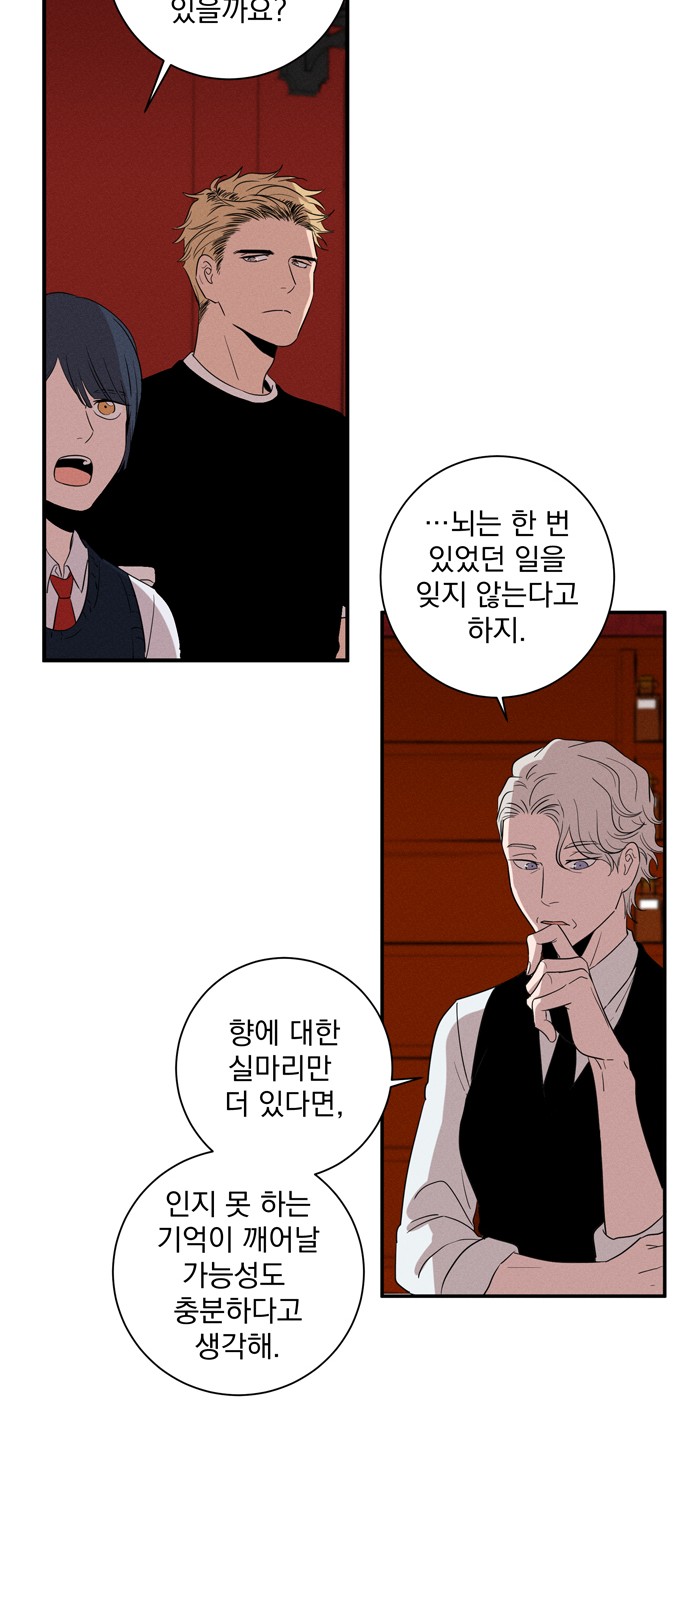 있을까요?
…뇌는 한 번
있었던 일을
잊지 않는다고
하지.
향에 대한
실마리만
더 있다면,
인지 못 하는
기억이 깨어날
가능성도
충분하다고
생각해.